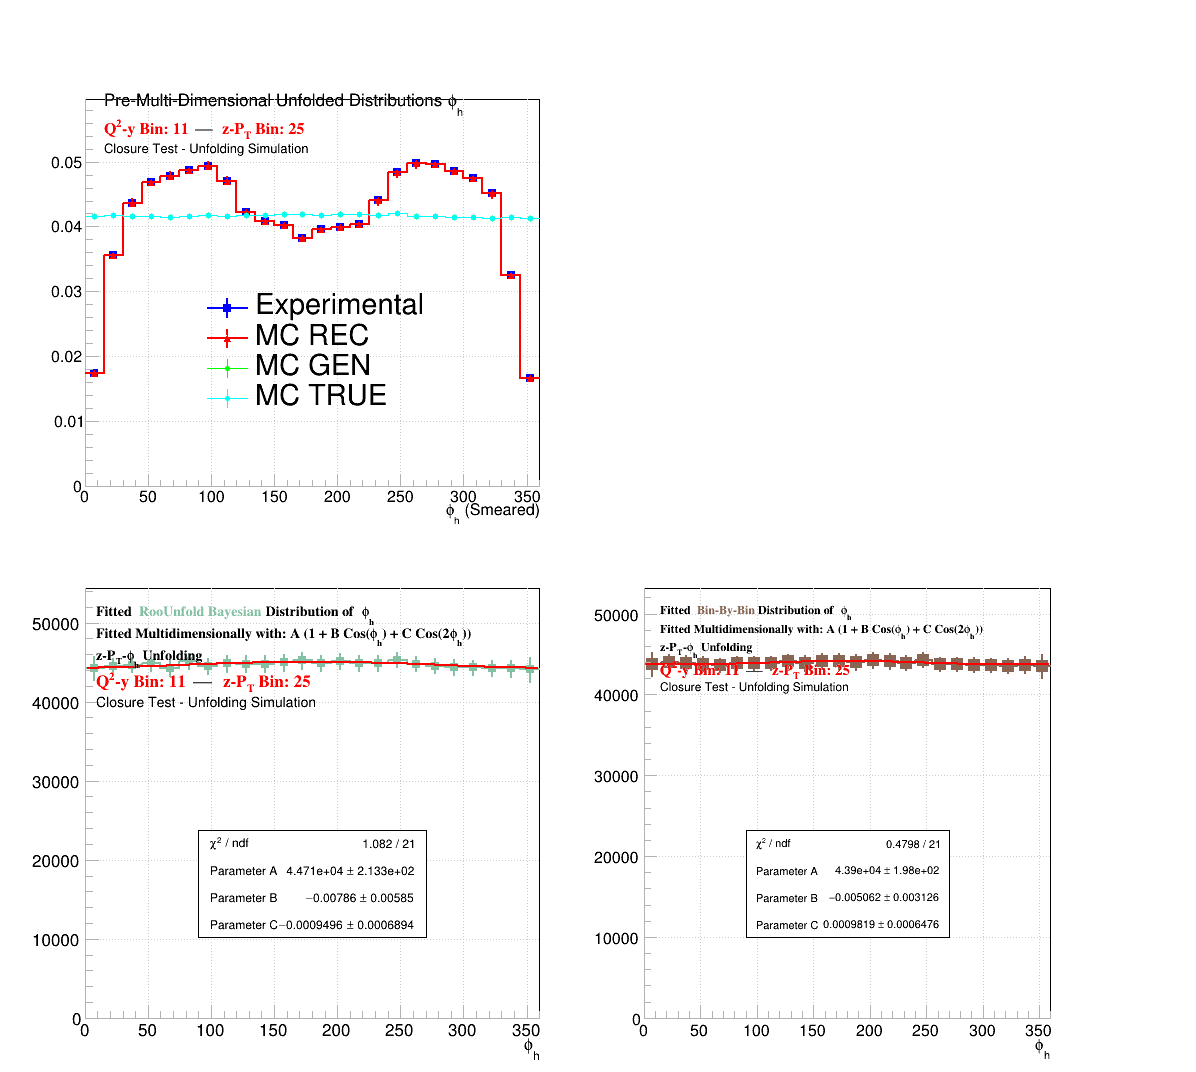 Pre-Multi-Dimensional Unfolded Distributions ϕh
Q²-y Bin: 11 — z-PT Bin: 25
Closure Test - Unfolding Simulation
0.05
0.04
0.03
0.02
0.01
0
Experimental
MC REC
MC GEN
MC TRUE
0 50 100 150 200 250 300 350
ϕh (Smeared)
Fitted RooUnfold Bayesian Distribution of ϕh
Fitted Multidimensionally with: A (1 + B Cos(ϕh) + C Cos(2ϕh))
z-PT-ϕh Unfolding
Q²-y Bin: 11 — z-PT Bin: 25
Closure Test - Unfolding Simulation
50000
40000
30000
20000
10000
0
χ² / ndf 1.082 / 21
Parameter A 4.471e+04 ± 2.133e+02
Parameter B −0.00786 ± 0.00585
Parameter C −0.0009496 ± 0.0006894
0 50 100 150 200 250 300 350
ϕh
Fitted Bin-By-Bin Distribution of ϕh
Fitted Multidimensionally with: A (1 + B Cos(ϕh) + C Cos(2ϕh))
z-PT-ϕh Unfolding
Q²-y Bin: 11 — z-PT Bin: 25
Closure Test - Unfolding Simulation
50000
40000
30000
20000
10000
0
χ² / ndf 0.4798 / 21
Parameter A 4.39e+04 ± 1.98e+02
Parameter B −0.005062 ± 0.003126
Parameter C 0.0009819 ± 0.0006476
0 50 100 150 200 250 300 350
ϕh